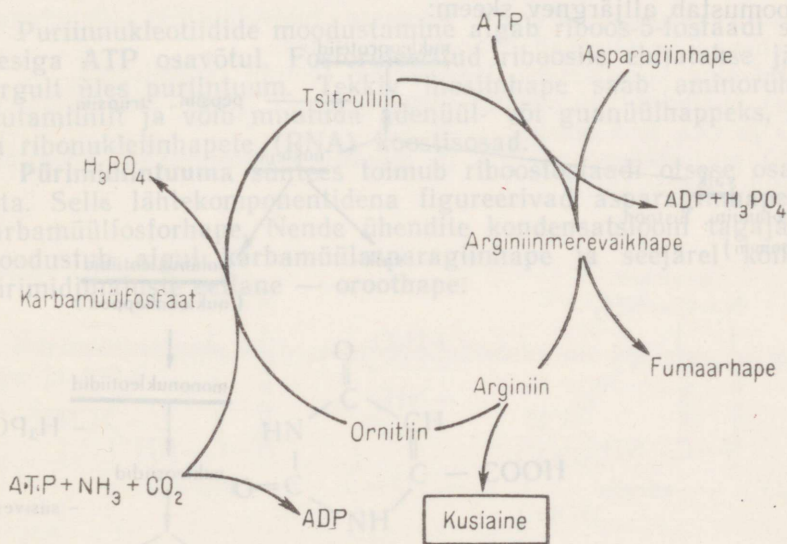 ATP
Asparagiinhape
Tsitrulliin
H₃PO₄
ADP+H₃PO₄
Arginiinmerevaikhape
Karbamüülfosfaat
Fumaarhape
Arginiin
Ornitiin
ATP + NH₃ + CO₂
ADP
Kusiaine